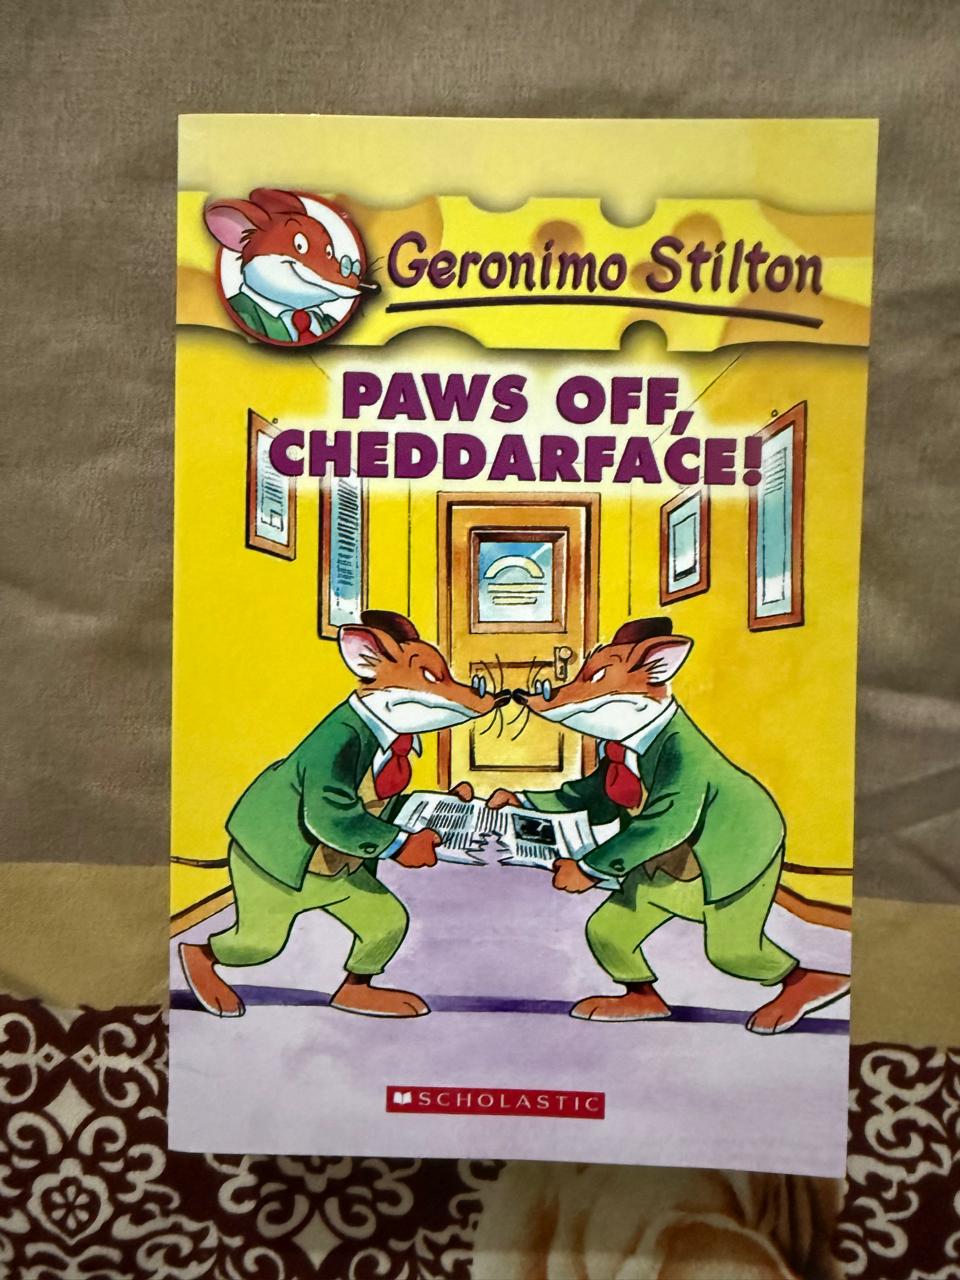 Geronimo Stilton
PAWS OFF,
CHEDDARFACE!
SCHOLASTIC